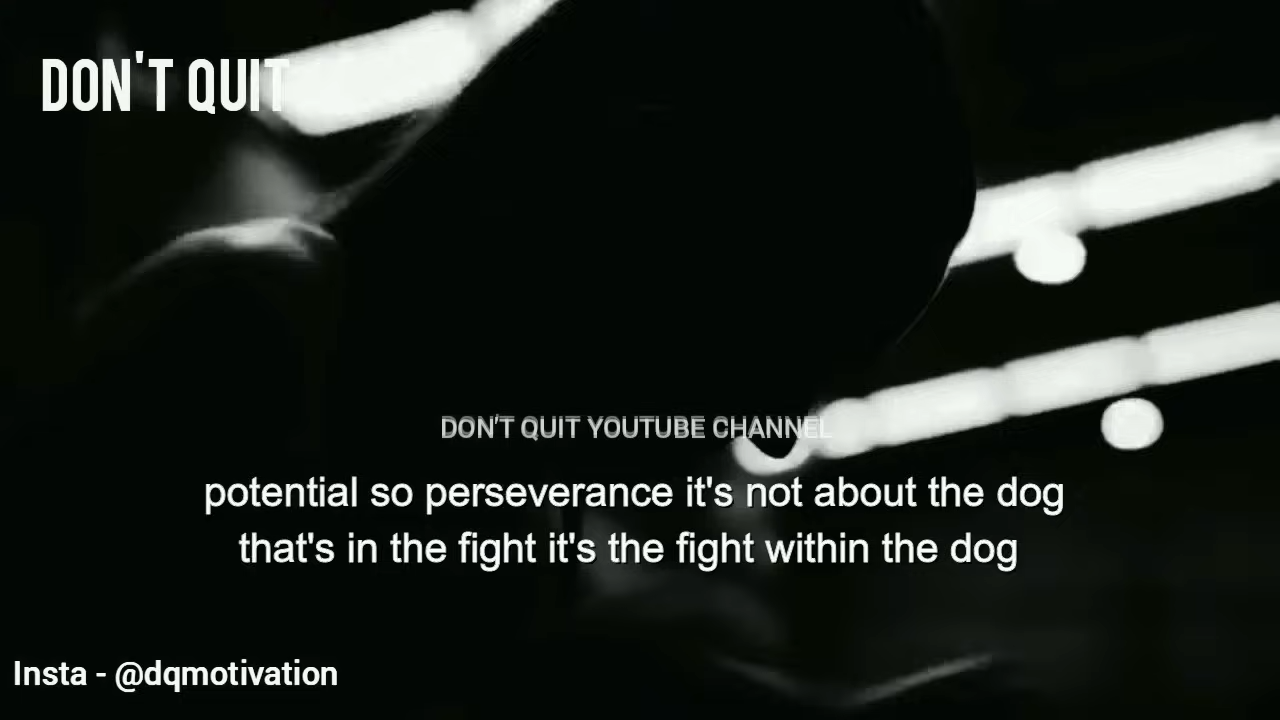 DON'T QUIT
DON'T QUIT YOUTUBE CHANNEL
potential so perseverance it's not about the dog
that's in the fight it's the fight within the dog
Insta - @dqmotivation